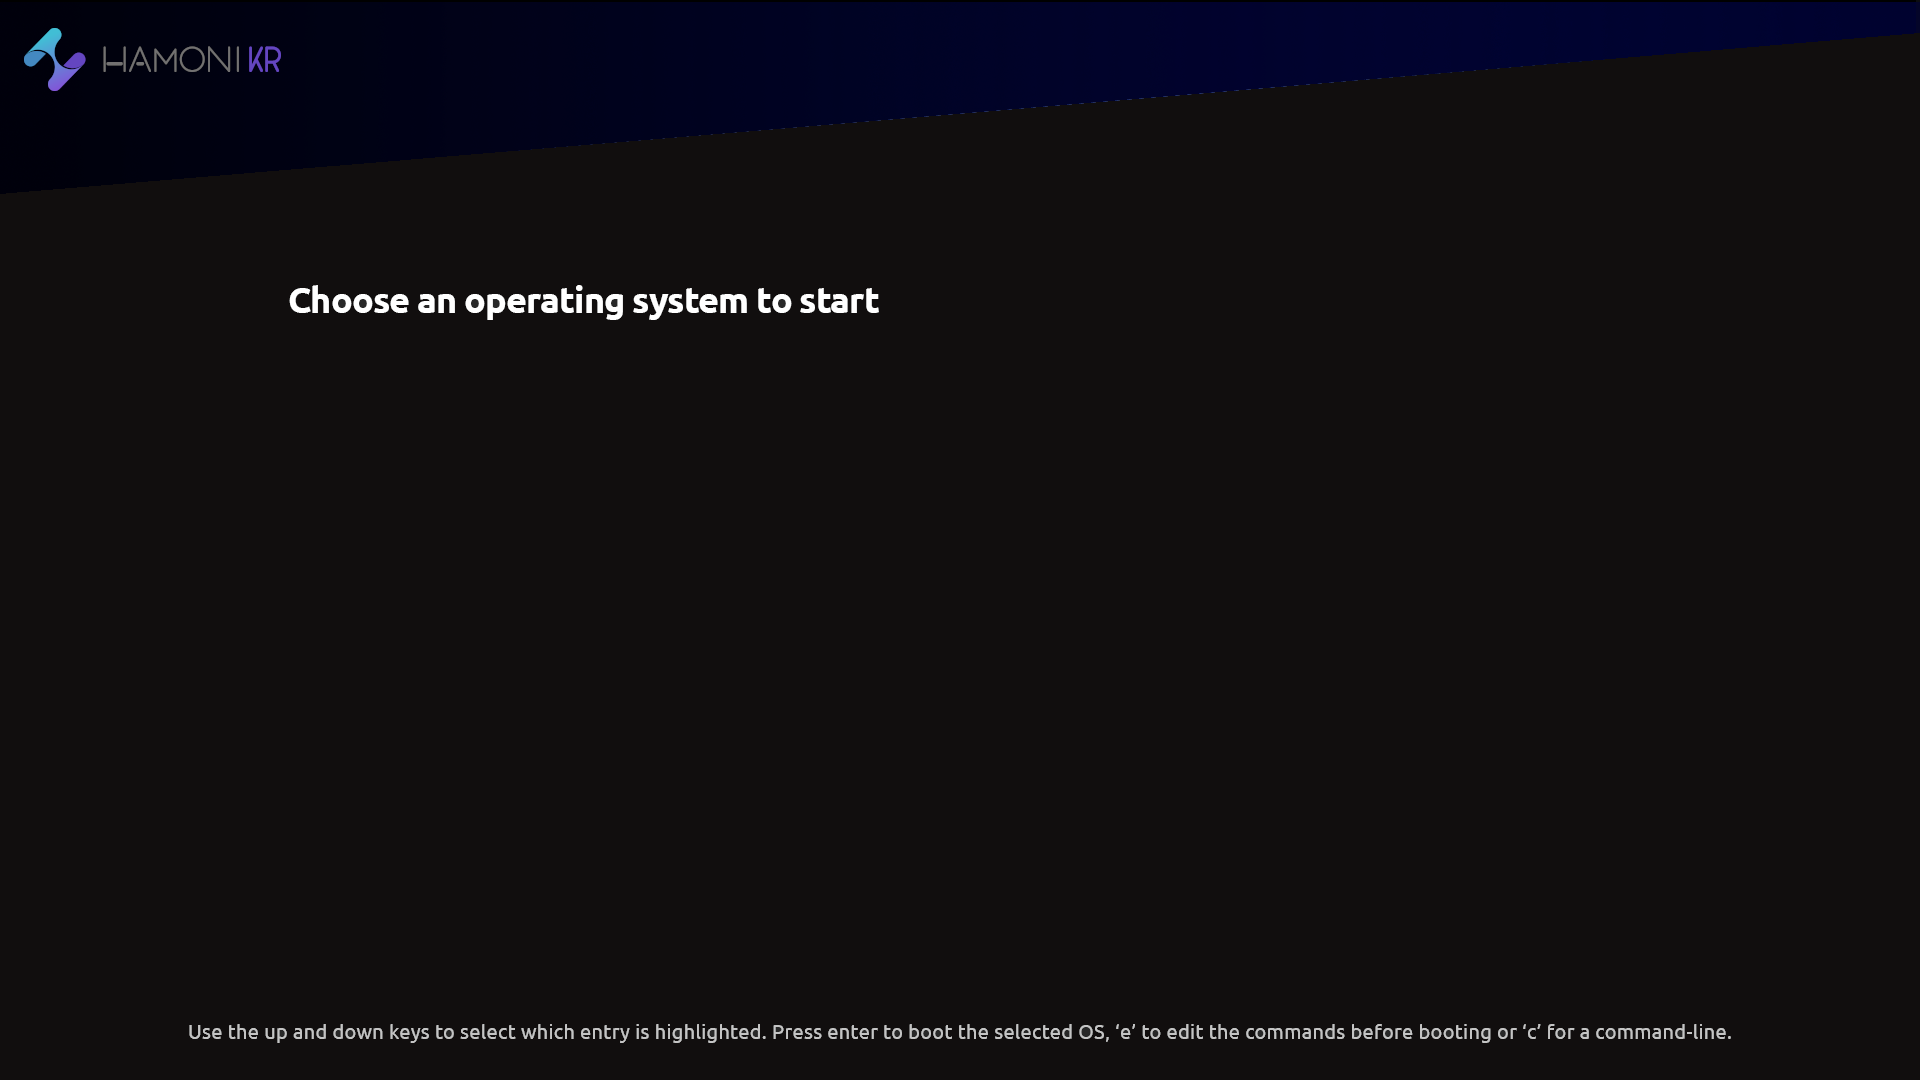 HAMONIKR
Choose an operating system to start
Use the up and down keys to select which entry is highlighted. Press enter to boot the selected OS, ‘e’ to edit the commands before booting or ‘c’ for a command-line.